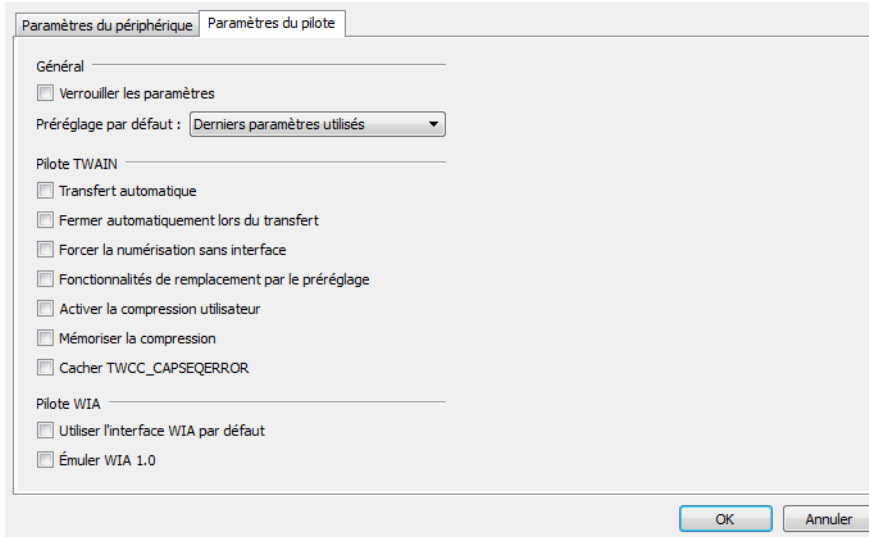 Paramètres du périphérique
Paramètres du pilote
Général
Verrouiller les paramètres
Préréglage par défaut : Derniers paramètres utilisés
Pilote TWAIN
Transfert automatique
Fermer automatiquement lors du transfert
Forcer la numérisation sans interface
Fonctionnalités de remplacement par le préréglage
Activer la compression utilisateur
Mémoriser la compression
Cacher TWCC_CAPSEQERROR
Pilote WIA
Utiliser l'interface WIA par défaut
Émuler WIA 1.0
OK
Annuler